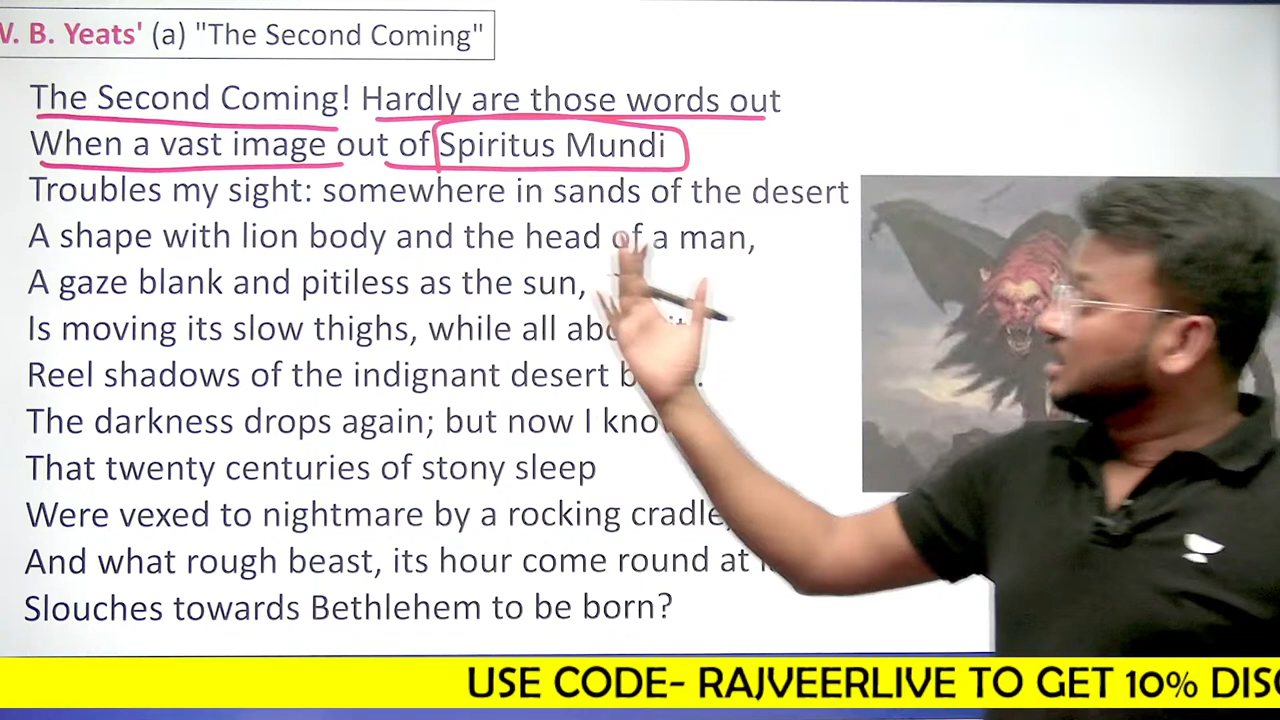 V. B. Yeats' (a) "The Second Coming"
The Second Coming! Hardly are those words out
When a vast image out of Spiritus Mundi
Troubles my sight: somewhere in sands of the desert
A shape with lion body and the head of a man,
A gaze blank and pitiless as the sun,
Is moving its slow thighs, while all
Reel shadows of the indignant desert
The darkness drops again; but now I
That twenty centuries of stony sleep
Were vexed to nightmare by a rocking cradle,
And what rough beast, its hour come round at
Slouches towards Bethlehem to be born?
USE CODE- RAJVEERLIVE TO GET 10%